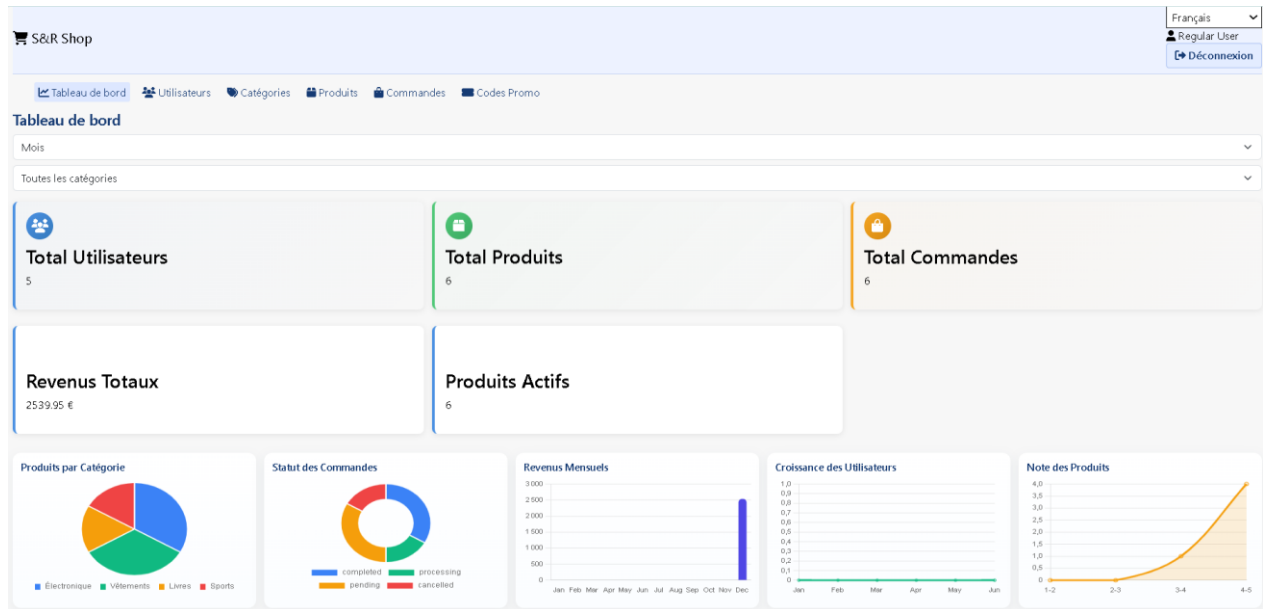 Français
S&R Shop
Regular User
Déconnexion
Tableau de bord Utilisateurs Catégories Produits Commandes Codes Promo
Tableau de bord
Mois
Toutes les catégories
Total Utilisateurs
5
Total Produits
6
Total Commandes
6
Revenus Totaux
2539.95 €
Produits Actifs
6
Produits par Catégorie
Électronique Vêtements Livres Sports
Statut des Commandes
completed processing
pending cancelled
Revenus Mensuels
3 000
2 500
2 000
1 500
1 000
500
0
Jan Feb Mar Apr May Jun Jul Aug Sep Oct Nov Dec
Croissance des Utilisateurs
1,0
0,9
0,8
0,7
0,6
0,5
0,4
0,3
0,2
0,1
0
Jan Feb Mar Apr May Jun
Note des Produits
4,0
3,5
3,0
2,5
2,0
1,5
1,0
0,5
0
1-2 2-3 3-4 4-5